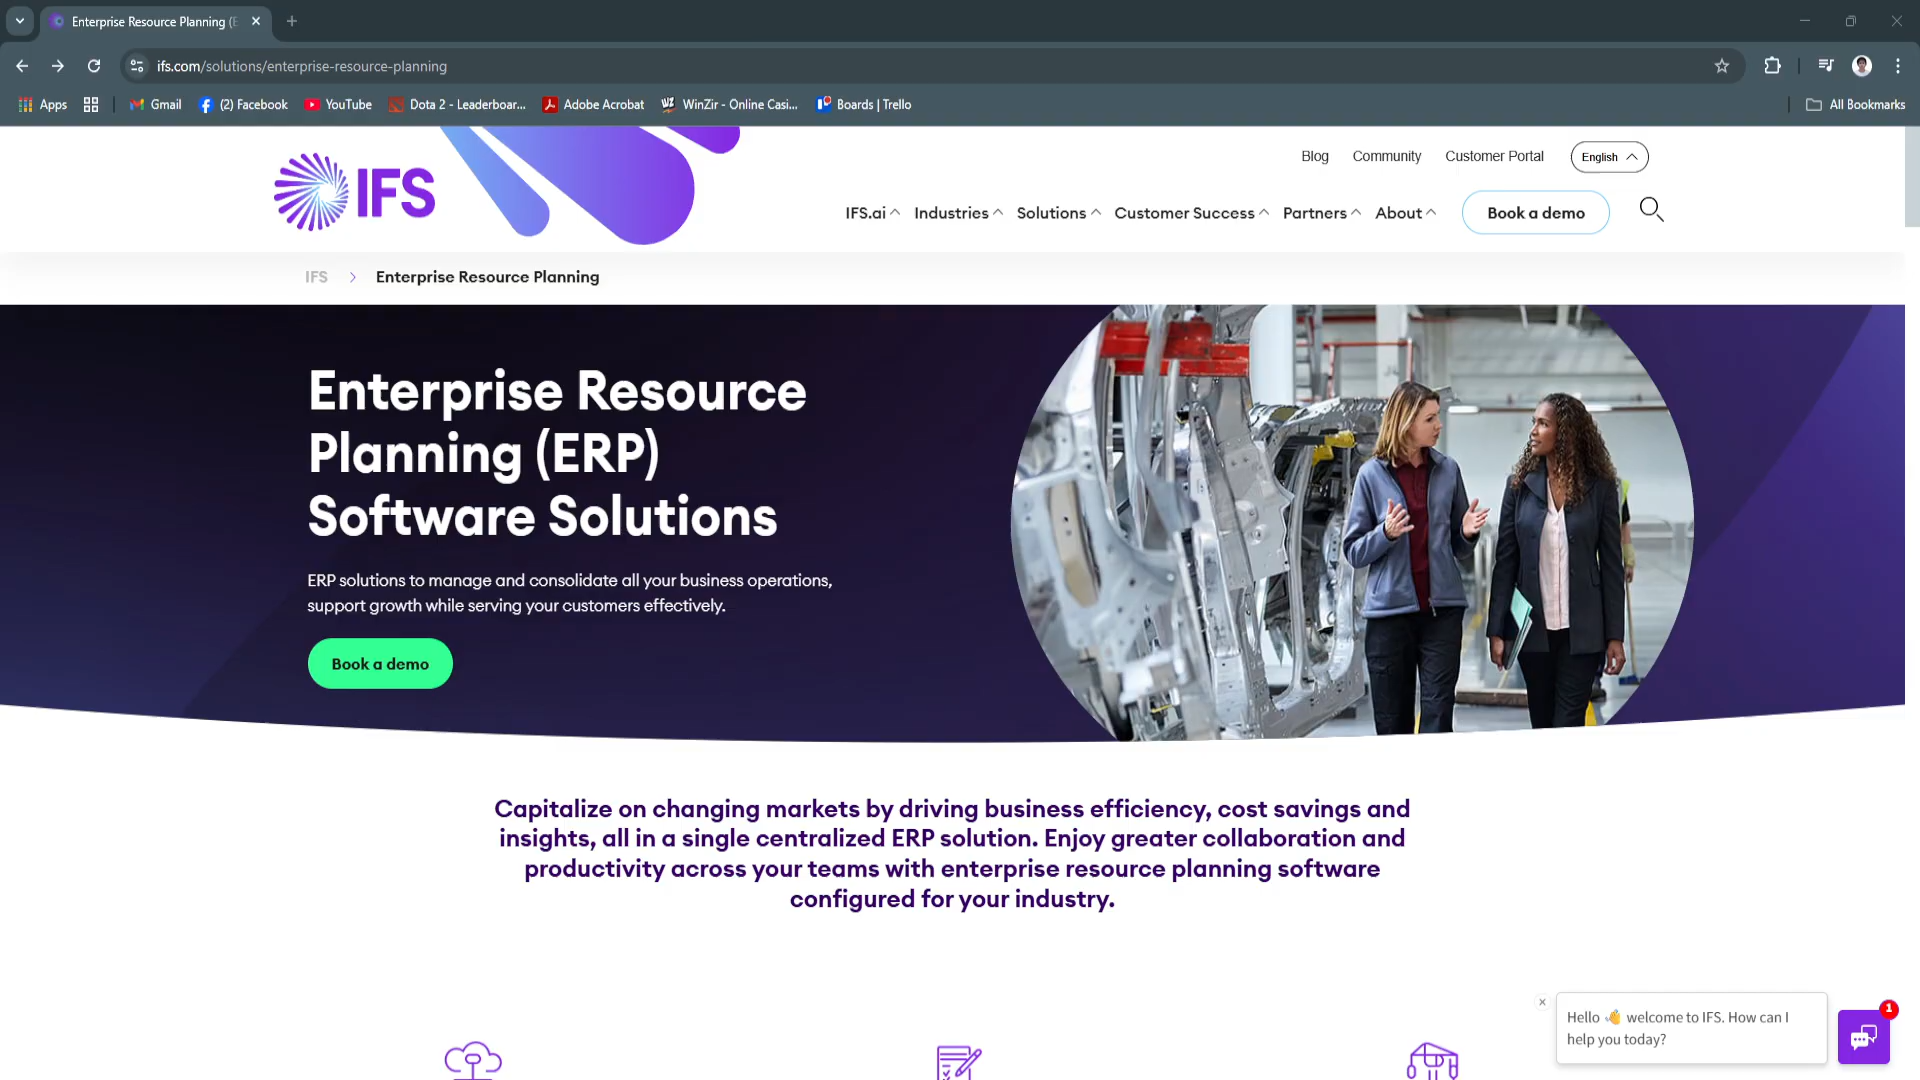 Enterprise Resource Planning (E
ifs.com/solutions/enterprise-resource-planning
Apps
Gmail
(2) Facebook
YouTube
Dota 2 - Leaderboar...
Adobe Acrobat
WinZir - Online Casi...
Boards | Trello
All Bookmarks
IFS
Blog
Community
Customer Portal
English
IFS.ai
Industries
Solutions
Customer Success
Partners
About
Book a demo
IFS > Enterprise Resource Planning
Enterprise Resource
Planning (ERP)
Software Solutions
ERP solutions to manage and consolidate all your business operations,
support growth while serving your customers effectively.
Book a demo
Capitalize on changing markets by driving business efficiency, cost savings and
insights, all in a single centralized ERP solution. Enjoy greater collaboration and
productivity across your teams with enterprise resource planning software
configured for your industry.
Hello 👋 welcome to IFS. How can I
help you today?
1